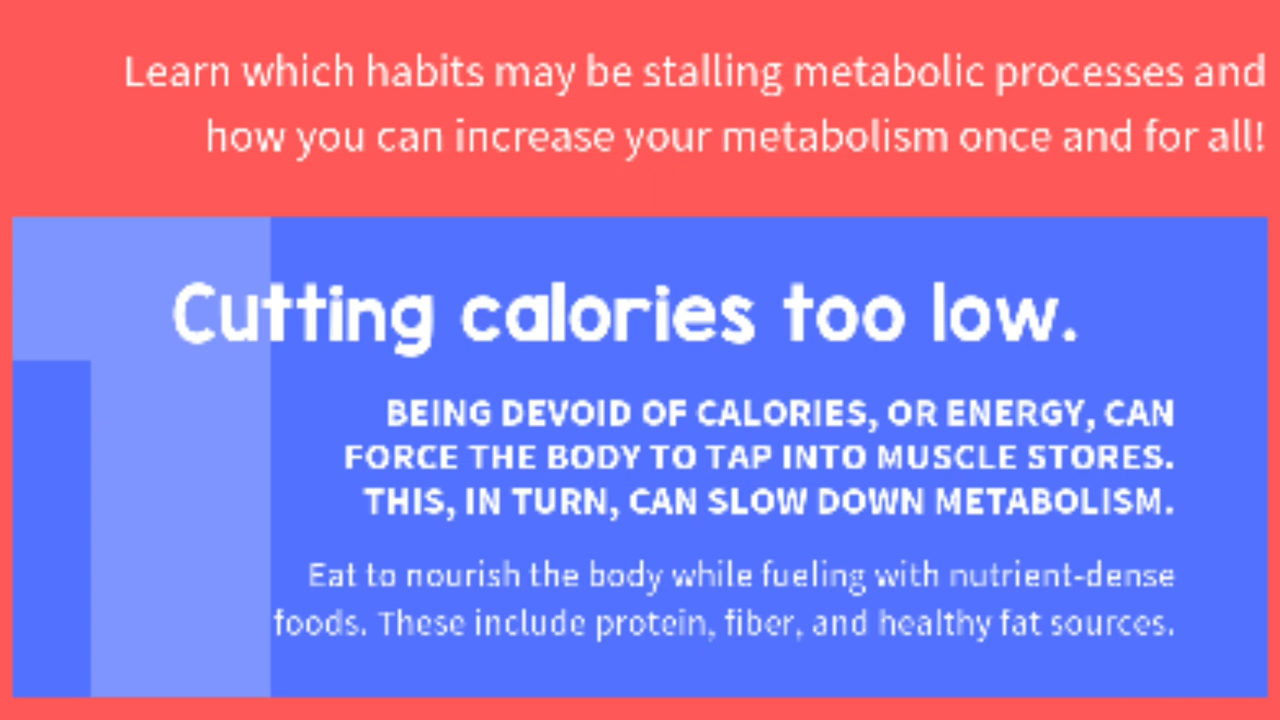 Learn which habits may be stalling metabolic processes and
how you can increase your metabolism once and for all!
1
Cutting calories too low.
BEING DEVOID OF CALORIES, OR ENERGY, CAN
FORCE THE BODY TO TAP INTO MUSCLE STORES.
THIS, IN TURN, CAN SLOW DOWN METABOLISM.
Eat to nourish the body while fueling with nutrient-dense
foods. These include protein, fiber, and healthy fat sources.